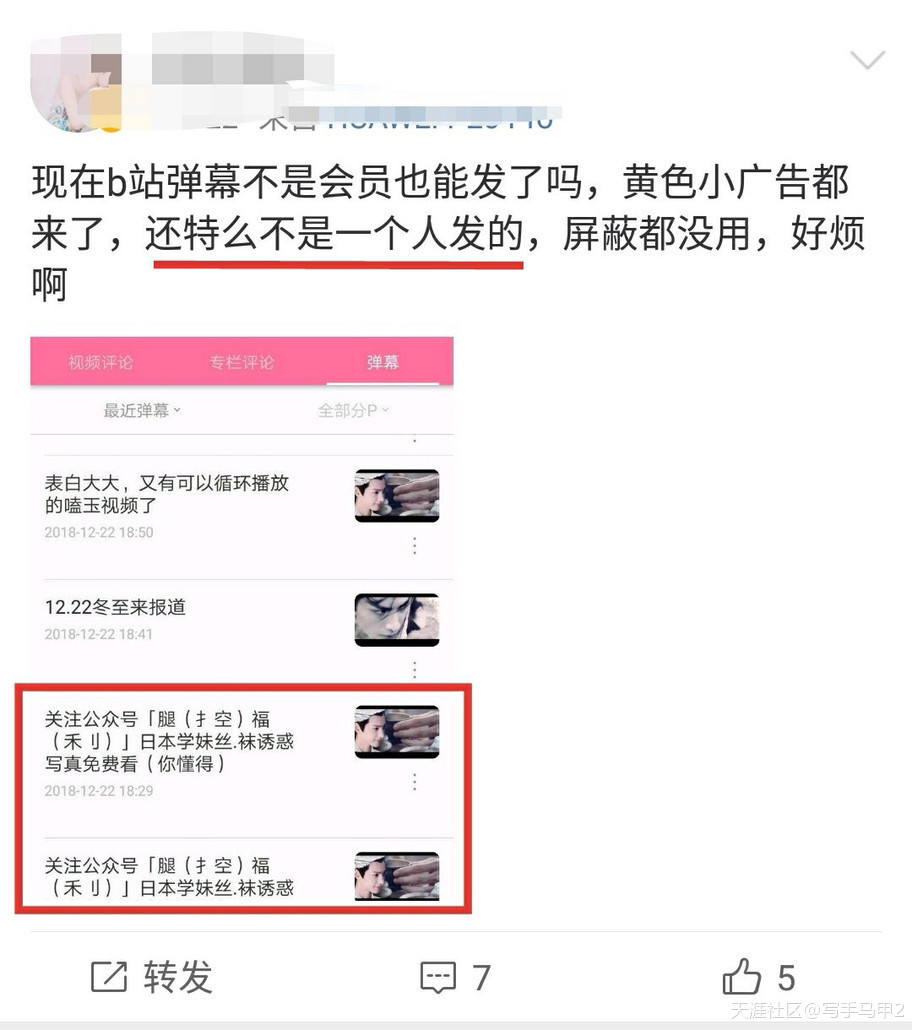 来自
现在b站弹幕不是会员也能发了吗，黄色小广告都
来了，还特么不是一个人发的，屏蔽都没用，好烦
啊
视频评论 专栏评论 弹幕
最近弹幕 全部分P
表白大大，又有可以循环播放
的嗑玉视频了
2018-12-22 18:50
12.22冬至来报道
2018-12-22 18:41
关注公众号「腿（扌空）福
（禾刂）」日本学妹丝.袜诱惑
写真免费看（你懂得）
2018-12-22 18:29
关注公众号「腿（扌空）福
（禾刂）」日本学妹丝.袜诱惑
转发 7 5
天涯社区@写手马甲2